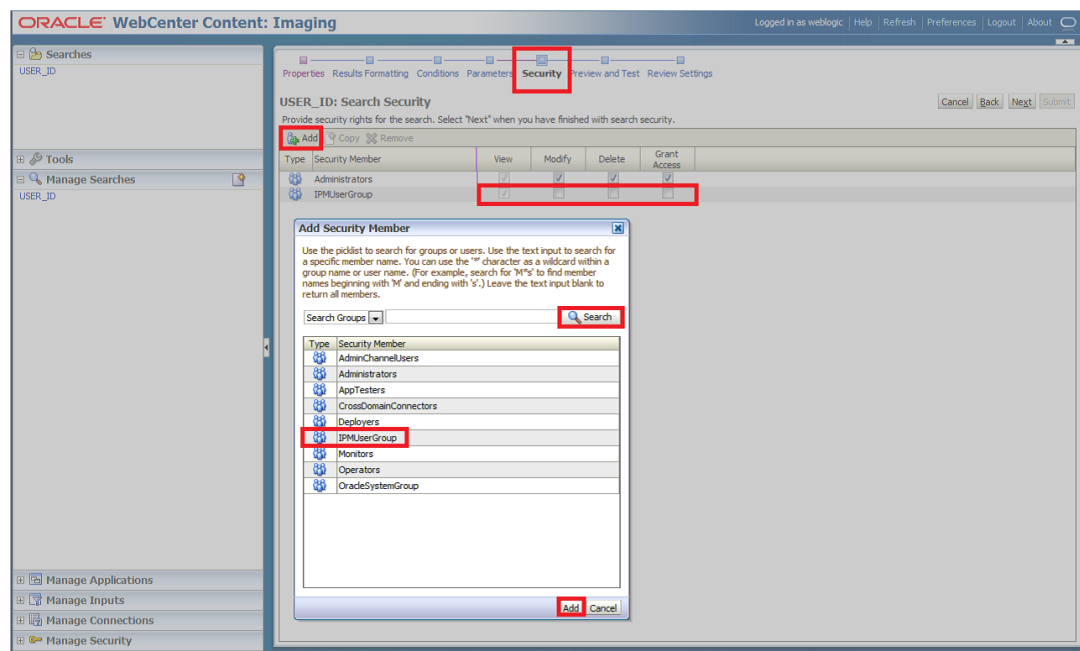 ORACLE WebCenter Content: Imaging
Logged in as weblogic | Help | Refresh | Preferences | Logout | About
Searches
USER_ID
Tools
Manage Searches
USER_ID
Manage Applications
Manage Inputs
Manage Connections
Manage Security
Properties Results Formatting Conditions Parameters Security Preview and Test Review Settings
USER_ID: Search Security
Cancel Back Next Submit
Provide security rights for the search. Select "Next" when you have finished with search security.
Add Copy Remove
Type Security Member View Modify Delete Grant Access
Administrators
IPMUserGroup
Add Security Member
Use the picklist to search for groups or users. Use the text input to search for
a specific member name. You can use the '*' character as a wildcard within a
group name or user name. (For example, search for 'M*s' to find member
names beginning with 'M' and ending with 's'.) Leave the text input blank to
return all members.
Search Groups Search
Type Security Member
AdminChannelUsers
Administrators
AppTesters
CrossDomainConnectors
Deployers
IPMUserGroup
Monitors
Operators
OracleSystemGroup
Add Cancel